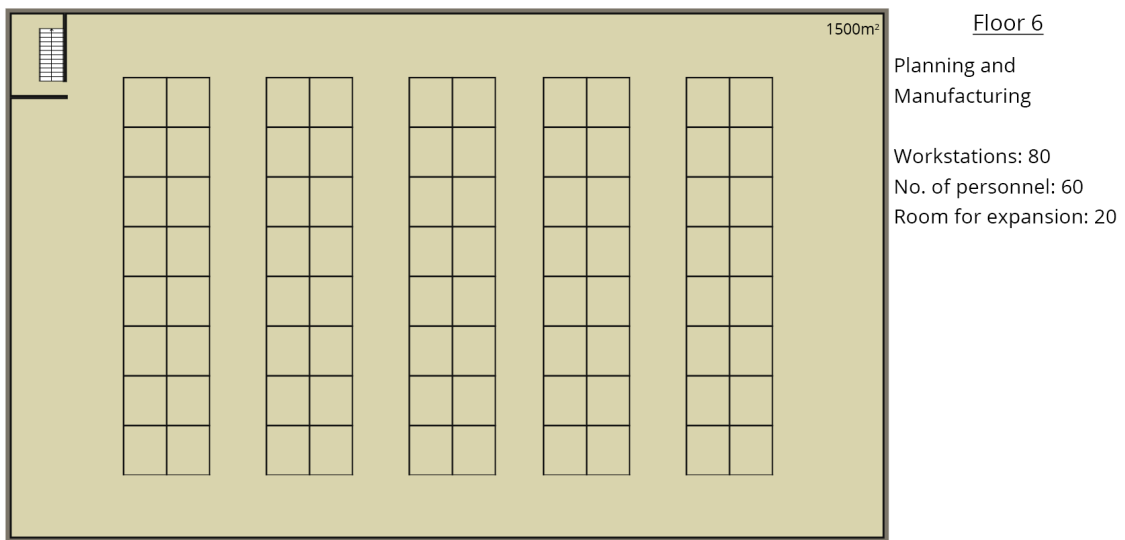 1500m²
Floor 6
Planning and
Manufacturing
Workstations: 80
No. of personnel: 60
Room for expansion: 20